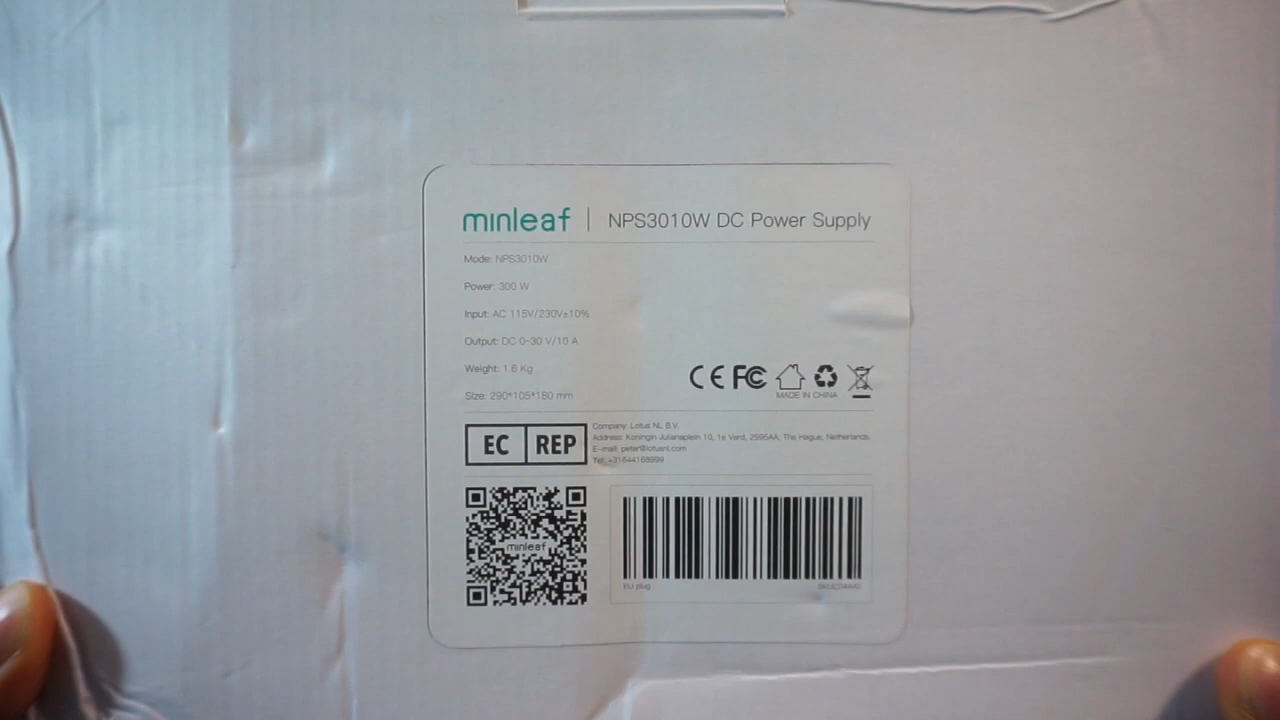 minleaf | NPS3010W DC Power Supply
Mode: NPS3010W
Power: 300 W
Input: AC 115V/230V±10%
Output: DC 0-30 V/10 A
Weight: 1.6 Kg
Size: 290*105*180 mm
CE FC
MADE IN CHINA
EC REP
Company: Lotus NL B.V.
Address: Koningin Julianaplein 10, 1e Verd, 2595AA, The Hague, Netherlands.
E-mail: peter@lotusnl.com
Tel: +31644168999
minleaf
EU plug